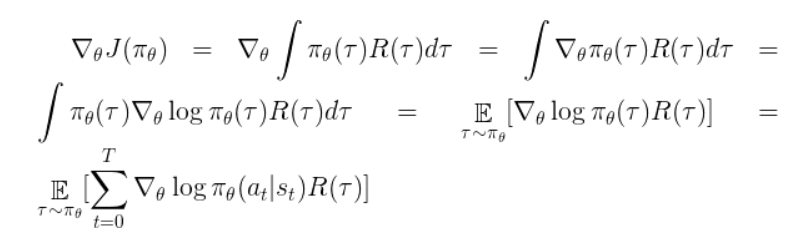 ∇_θ J(π_θ) = ∇_θ ∫ π_θ(τ)R(τ)dτ = ∫ ∇_θ π_θ(τ)R(τ)dτ =
∫ π_θ(τ)∇_θ log π_θ(τ)R(τ)dτ = 𝔼_{τ∼π_θ}[∇_θ log π_θ(τ)R(τ)] =
𝔼_{τ∼π_θ}[∑_{t=0}^{T} ∇_θ log π_θ(a_t|s_t)R(τ)]